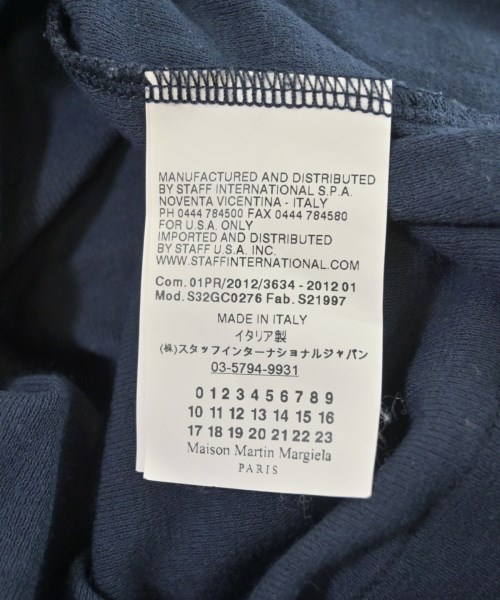 MANUFACTURED AND DISTRIBUTED
BY STAFF INTERNATIONAL S.P.A.
NOVENTA VICENTINA - ITALY
PH 0444 784500 FAX 0444 784580
FOR U.S.A. ONLY
IMPORTED AND DISTRIBUTED
BY STAFF U.S.A. INC.
WWW.STAFFINTERNATIONAL.COM
Com. 01PR/2012/3634 - 2012 01
Mod. S32GC0276 Fab. S21997
MADE IN ITALY
イタリア製
(株)スタッフインターナショナルジャパン
03-5794-9931
0 1 2 3 4 5 6 7 8 9
10 11 12 13 14 15 16
17 18 19 20 21 22 23
Maison Martin Margiela
PARIS